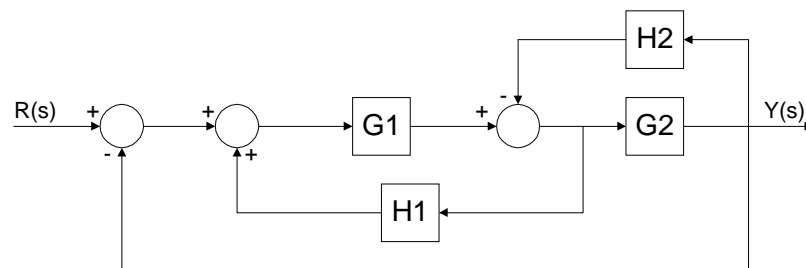 H2
-
R(s)
+
+
G1
+
G2
Y(s)
-
+
H1